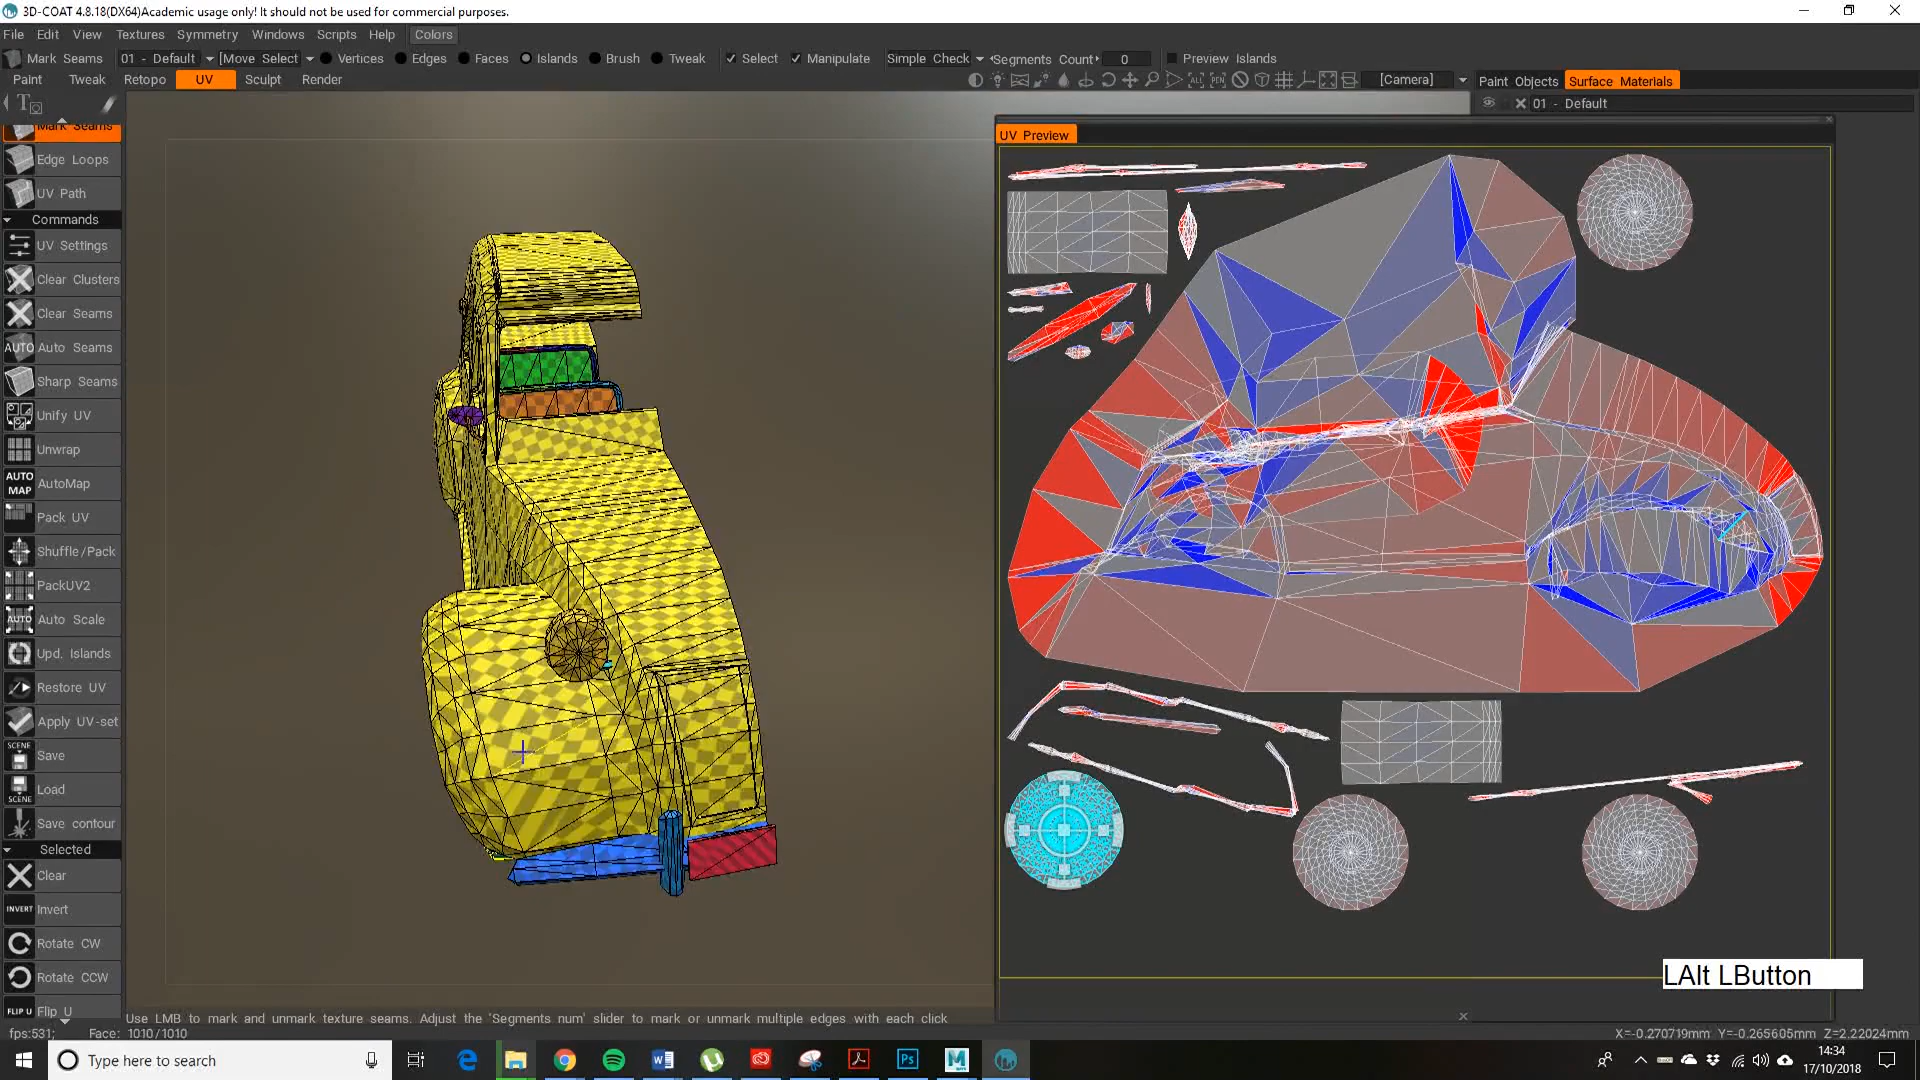 3D-COAT 4.8.18(DX64)Academic usage only! It should not be used for commercial purposes.
File Edit View Textures Symmetry Windows Scripts Help Colors
Mark Seams 01 - Default [Move Select Vertices Edges Faces Islands Brush Tweak Select Manipulate Simple Check Segments Count 0 Preview Islands
Paint Tweak Retopo UV Sculpt Render [Camera] Paint Objects Surface Materials
01 - Default
Mark Seams
UV Preview
Edge Loops
UV Path
Commands
UV Settings
Clear Clusters
Clear Seams
AUTO Auto Seams
Sharp Seams
Unify UV
Unwrap
AUTO MAP AutoMap
Pack UV
Shuffle/Pack
PackUV2
AUTO Auto Scale
Upd. Islands
Restore UV
Apply UV-set
SCENE Save
Load SCENE
Save contour
Selected
Clear
INVERT Invert
Rotate CW
Rotate CCW
FLIP U Flip U
LAlt LButton
Use LMB to mark and unmark texture seams. Adjust the 'Segments num' slider to mark or unmark multiple edges with each click
fps:531; Face: 1010/1010 X=-0.270719mm Y=-0.265605mm Z=2.22024mm
Type here to search
14:34
17/10/2018